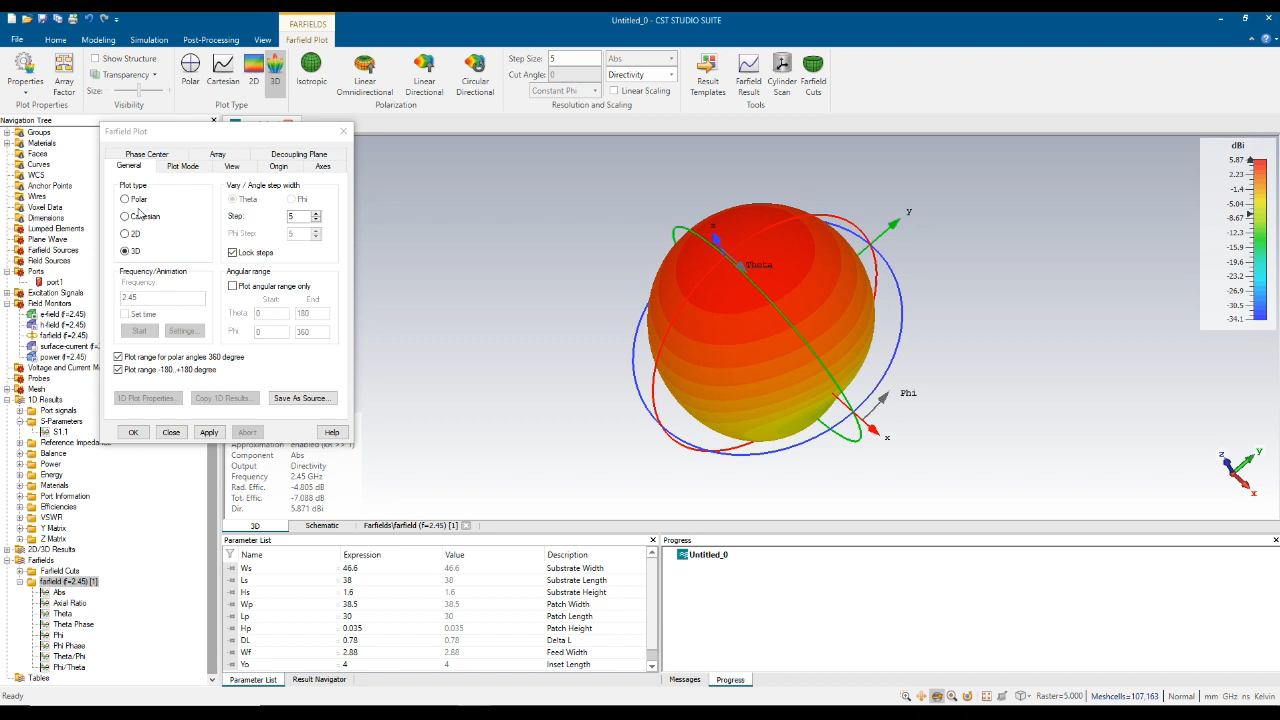 FARFIELDS
Untitled_0 - CST STUDIO SUITE
File Home Modeling Simulation Post-Processing View Farfield Plot
Properties
Array Factor
Plot Properties
Show Structure
Transparency
Size:
Visibility
Polar Cartesian 2D 3D
Plot Type
Isotropic
Linear Omnidirectional
Linear Directional
Circular Directional
Polarization
Step Size: 5 Abs
Cut Angle: 0 Directivity
Constant Phi Linear Scaling
Resolution and Scaling
Result Templates
Farfield Result
Cylinder Scan
Farfield Cuts
Tools
Navigation Tree
Groups
Materials
Faces
Curves
WCS
Anchor Points
Wires
Voxel Data
Dimensions
Lumped Elements
Plane Wave
Farfield Sources
Field Sources
Ports
port1
Excitation Signals
Field Monitors
e-field (f=2.45)
h-field (f=2.45)
farfield (f=2.45)
surface-current (f=2
power (f=2.45)
Voltage and Current M
Probes
Mesh
1D Results
Port signals
S-Parameters
S1,1
Reference Impedance
Balance
Power
Energy
Materials
Port Information
Efficiencies
VSWR
Y Matrix
Z Matrix
2D/3D Results
Farfields
Farfield Cuts
farfield (f=2.45) [1]
Abs
Axial Ratio
Theta
Theta Phase
Phi
Phi Phase
Theta/Phi
Phi/Theta
Tables
Farfield Plot
Phase Center Array Decoupling Plane
General Plot Mode View Origin Axes
Plot type
Polar
Cartesian
2D
3D
Vary / Angle step width
Theta Phi
Step: 5
Phi Step: 5
Lock steps
Frequency/Animation
Frequency:
2.45
Set time
Start Settings...
Angular range
Plot angular range only
Start: End:
Theta: 0 180
Phi: 0 360
Plot range for polar angles 360 degree
Plot range -180..+180 degree
1D Plot Properties... Copy 1D Results... Save As Source...
OK Close Apply Abort Help
z
y
Theta
Phi
x
dBi
5.87
2.93
0
-2.04
-5.6
-9.17
-12.7
-16.3
-19.9
-23.4
-27
-30.5
-34.1
z y
x
Approximation enabled (kR >> 1)
Component Abs
Output Directivity
Frequency 2.45 GHz
Rad. Effic. -4.805 dB
Tot. Effic. -7.088 dB
Dir. 5.871 dBi
3D Schematic Farfields\farfield (f=2.45) [1]
Parameter List
Name Expression Value Description
Ws = 46.6 46.6 Substrate Width
Ls = 38 38 Substrate Length
Hs = 1.6 1.6 Substrate Height
Wp = 38.5 38.5 Patch Width
Lp = 30 30 Patch Length
Hp = 0.035 0.035 Patch Height
DL = 0.78 0.78 Delta L
Wf = 2.88 2.88 Feed Width
Yo = 4 4 Inset Length
Parameter List Result Navigator
Progress
Untitled_0
Messages Progress
Ready
Raster=5.000 Meshcells=107,163 Normal mm GHz ns Kelvin